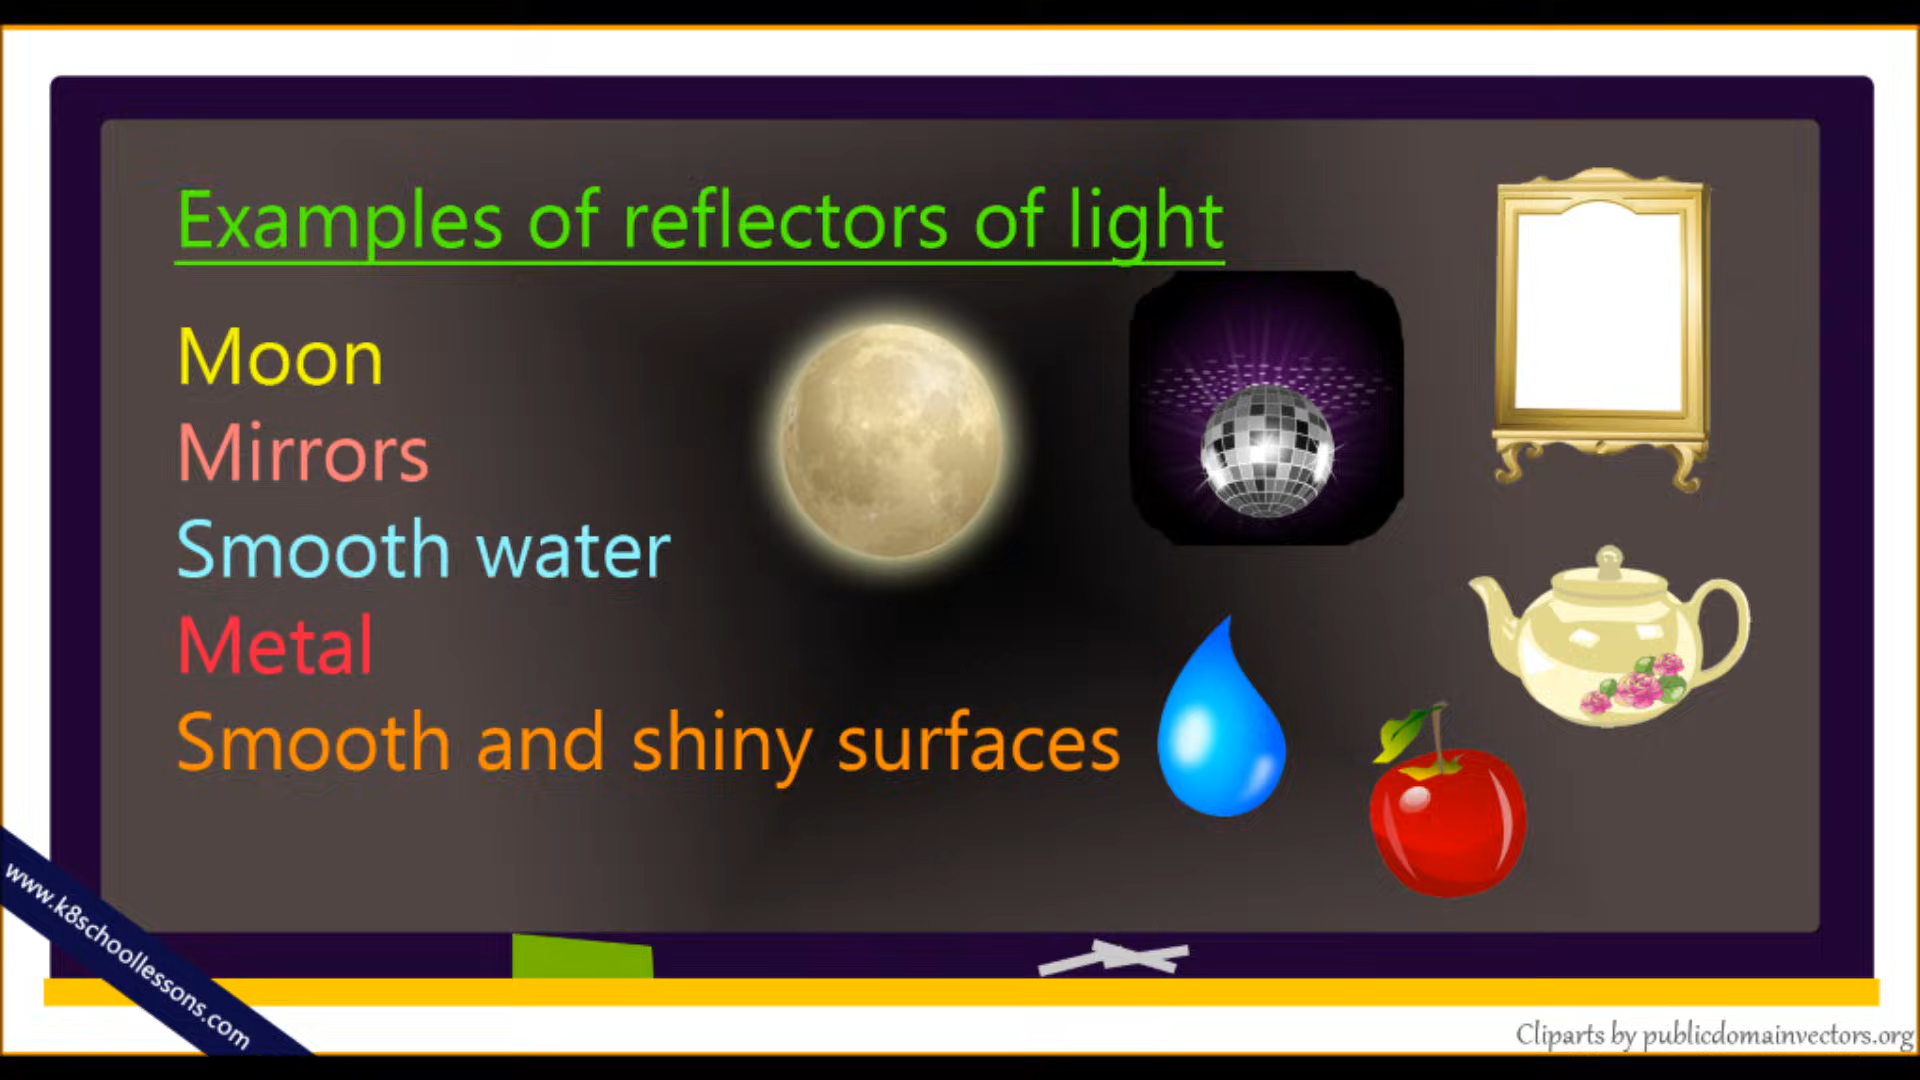 Examples of reflectors of light
Moon
Mirrors
Smooth water
Metal
Smooth and shiny surfaces
www.k8schoollessons.com
Cliparts by publicdomainvectors.org